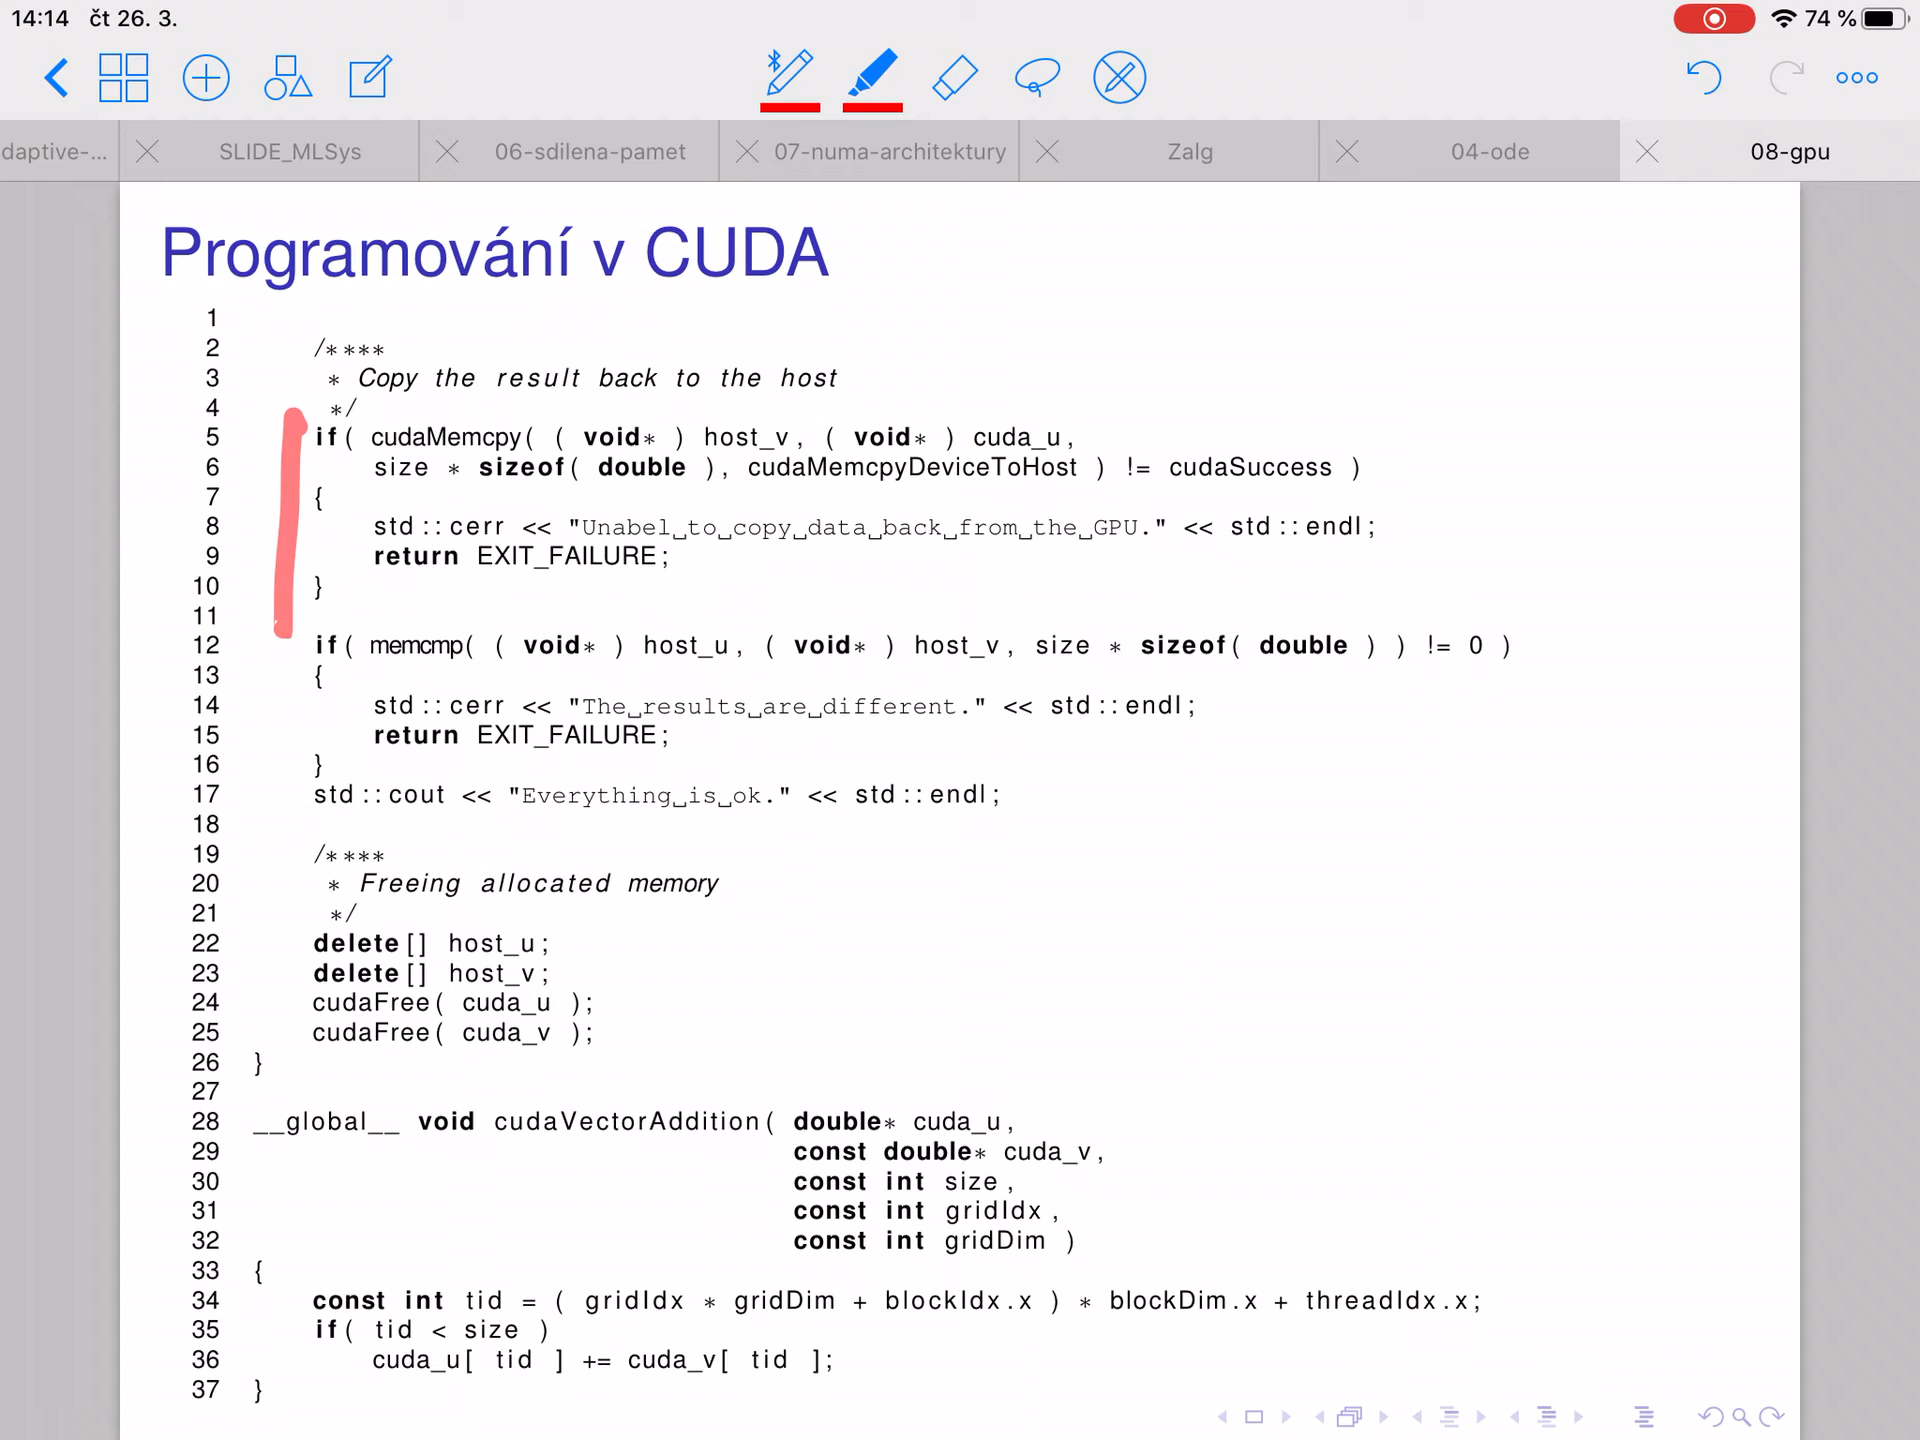 14:14 čt 26. 3.
74 %
daptive-...
SLIDE_MLSys
06-sdilena-pamet
07-numa-architektury
Zalg
04-ode
08-gpu
Programování v CUDA
1
2 /****
3 * Copy the result back to the host
4 */
5 if( cudaMemcpy( ( void* ) host_v, ( void* ) cuda_u,
6 size * sizeof( double ), cudaMemcpyDeviceToHost ) != cudaSuccess )
7 {
8 std::cerr << "Unabel␣to␣copy␣data␣back␣from␣the␣GPU." << std::endl;
9 return EXIT_FAILURE;
10 }
11
12 if( memcmp( ( void* ) host_u, ( void* ) host_v, size * sizeof( double ) ) != 0 )
13 {
14 std::cerr << "The␣results␣are␣different." << std::endl;
15 return EXIT_FAILURE;
16 }
17 std::cout << "Everything␣is␣ok." << std::endl;
18
19 /****
20 * Freeing allocated memory
21 */
22 delete[] host_u;
23 delete[] host_v;
24 cudaFree( cuda_u );
25 cudaFree( cuda_v );
26 }
27
28 __global__ void cudaVectorAddition( double* cuda_u,
29 const double* cuda_v,
30 const int size,
31 const int gridIdx,
32 const int gridDim )
33 {
34 const int tid = ( gridIdx * gridDim + blockIdx.x ) * blockDim.x + threadIdx.x;
35 if( tid < size )
36 cuda_u[ tid ] += cuda_v[ tid ];
37 }